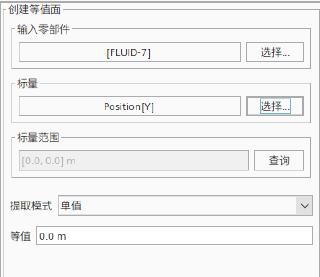 创建等值面
输入零部件
[FLUID-7] 选择...
标量
Position[Y] 选择...
标量范围
[0.0, 0.0] m 查询
提取模式 单值
等值 0.0 m